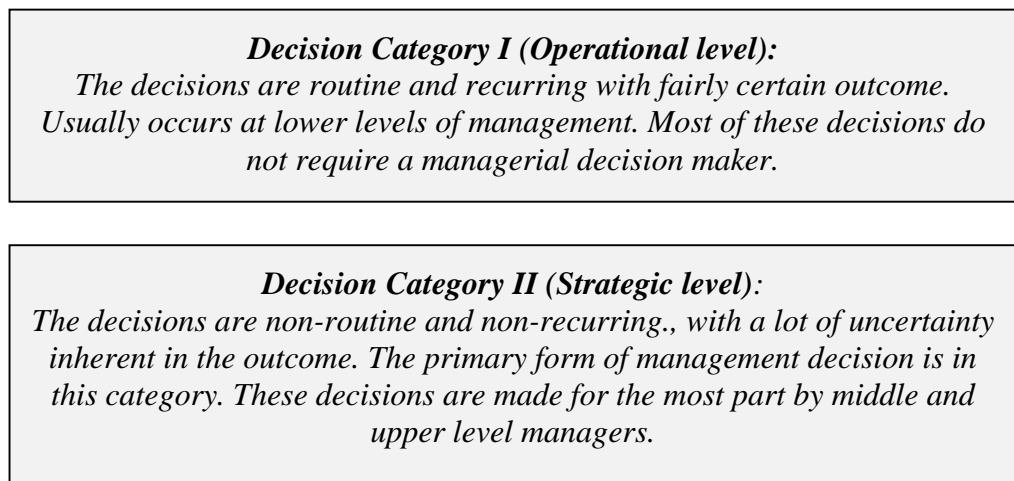 Decision Category I (Operational level):
The decisions are routine and recurring with fairly certain outcome.
Usually occurs at lower levels of management. Most of these decisions do
not require a managerial decision maker.
Decision Category II (Strategic level):
The decisions are non-routine and non-recurring., with a lot of uncertainty
inherent in the outcome. The primary form of management decision is in
this category. These decisions are made for the most part by middle and
upper level managers.